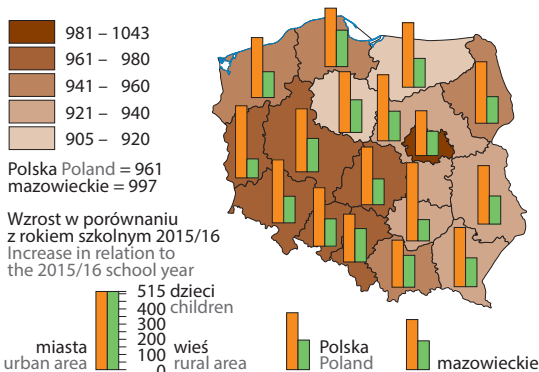 981 – 1043
961 – 980
941 – 960
921 – 940
905 – 920
Polska Poland = 961
mazowieckie = 997
Wzrost w porównaniu
z rokiem szkolnym 2015/16
Increase in relation to
the 2015/16 school year
515 dzieci
400 children
300
200
100
0
miasta
urban area
wieś
rural area
Polska
Poland
mazowieckie